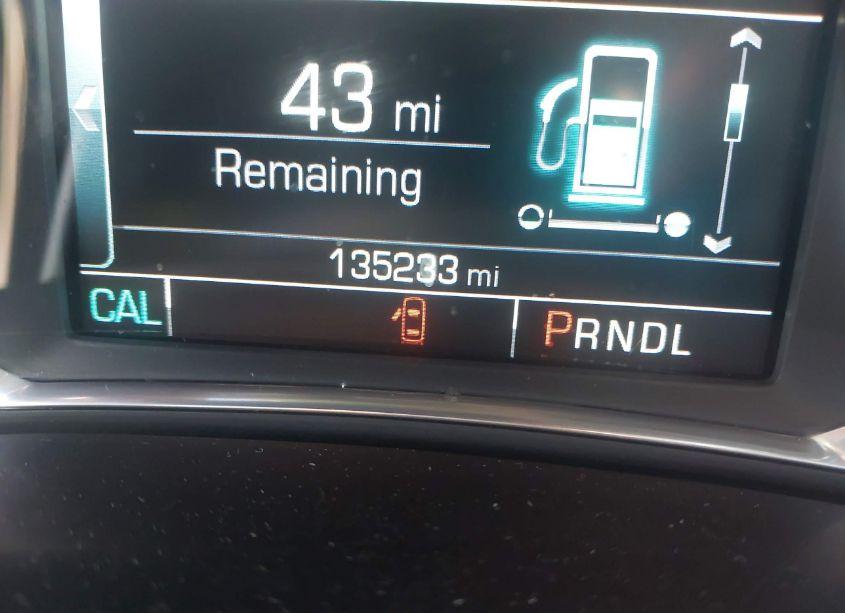 43 mi
Remaining
135233 mi
CAL
PRNDL